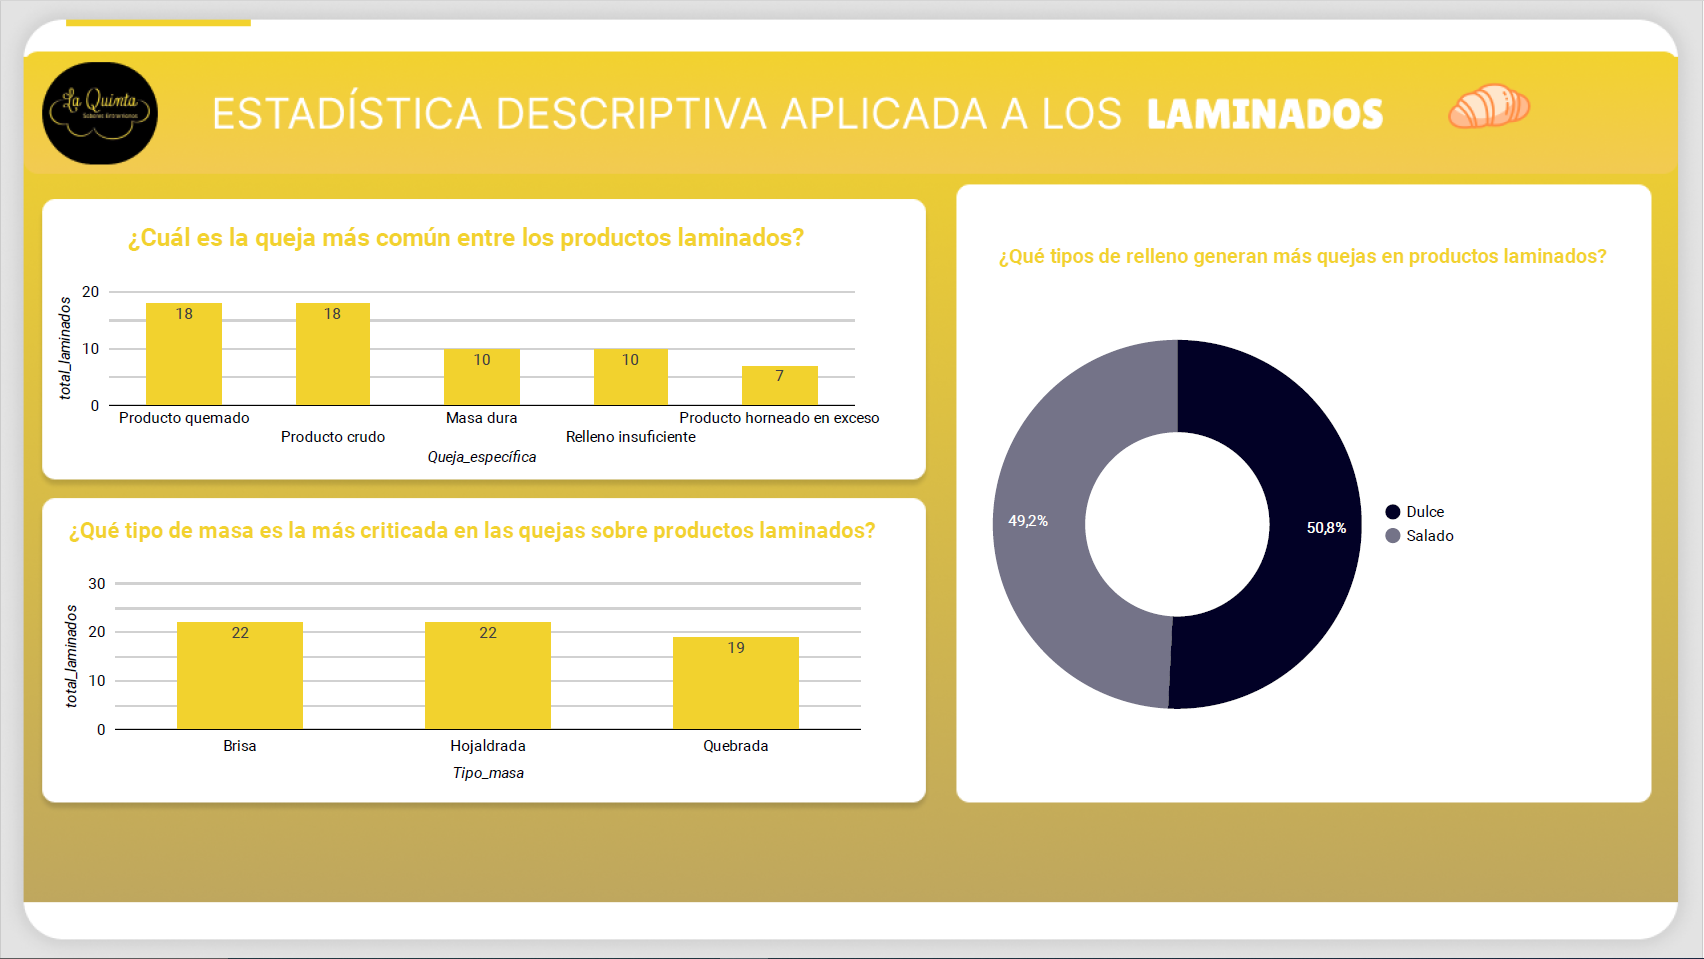 La Quinta
Sabores Extremeños
ESTADÍSTICA DESCRIPTIVA APLICADA A LOS LAMINADOS
¿Cuál es la queja más común entre los productos laminados?
total_laminados
20
10
0
18
18
10
10
7
Producto quemado
Producto crudo
Masa dura
Relleno insuficiente
Producto horneado en exceso
Queja_específica
¿Qué tipo de masa es la más criticada en las quejas sobre productos laminados?
total_laminados
30
20
10
0
22
22
19
Brisa
Hojaldrada
Quebrada
Tipo_masa
¿Qué tipos de relleno generan más quejas en productos laminados?
49,2%
50,8%
Dulce
Salado